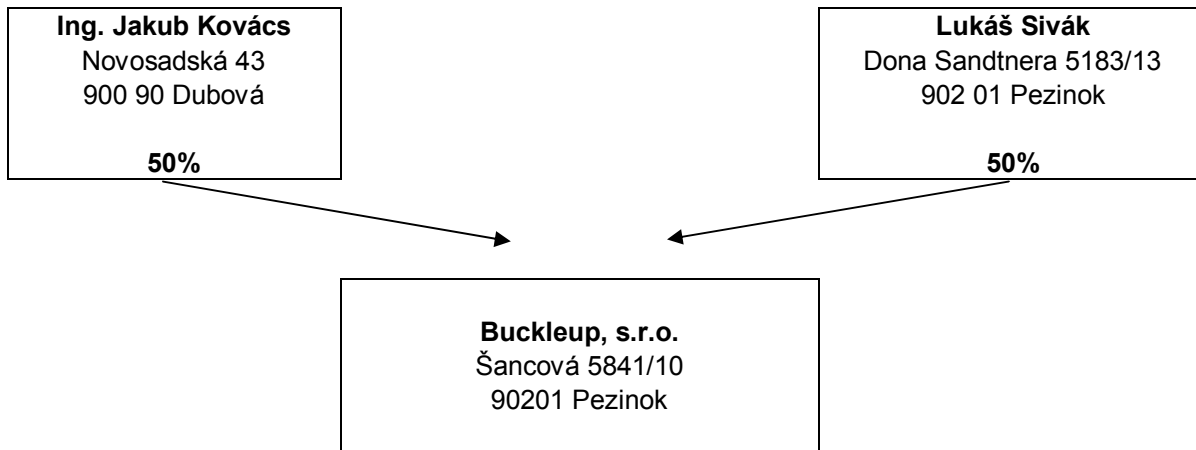 Ing. Jakub Kovács
Novosadská 43
900 90 Dubová
50%
Lukáš Sivák
Dona Sandtnera 5183/13
902 01 Pezinok
50%
Buckleup, s.r.o.
Šancová 5841/10
90201 Pezinok